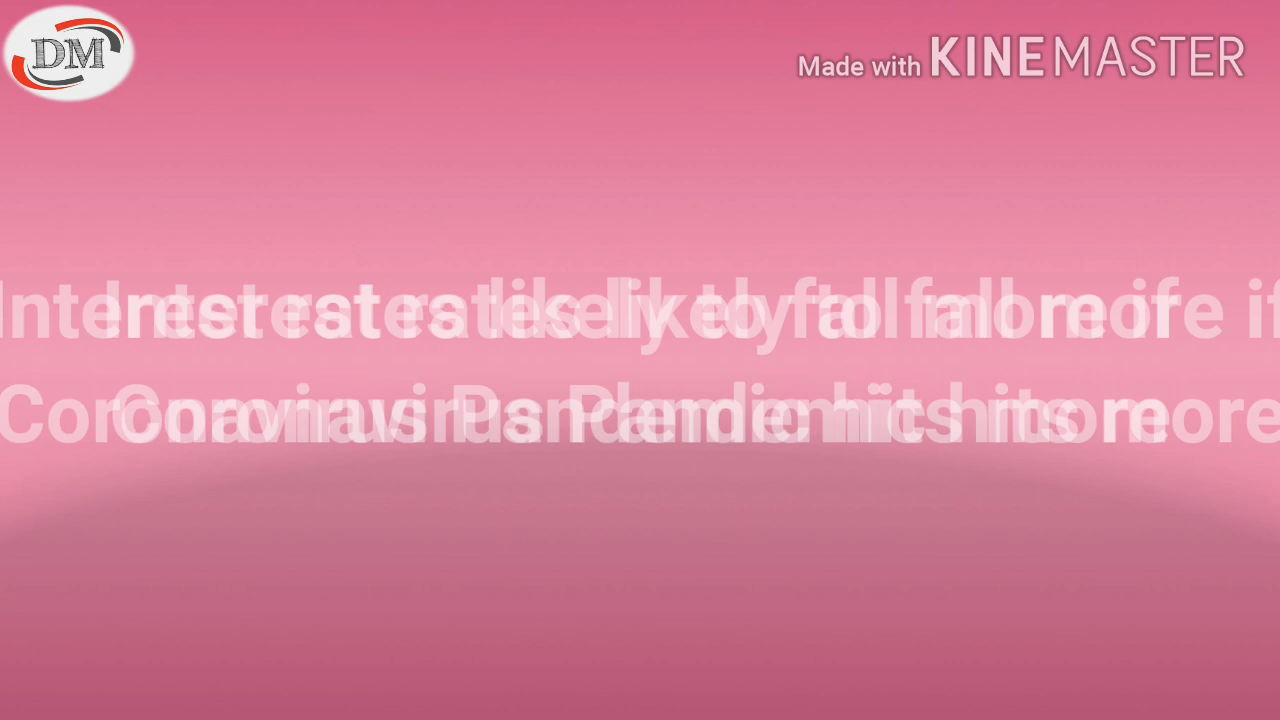 DM
Made with KINEMASTER
Interest rates likely to fall more if
Coronavirus Pandemic hits more